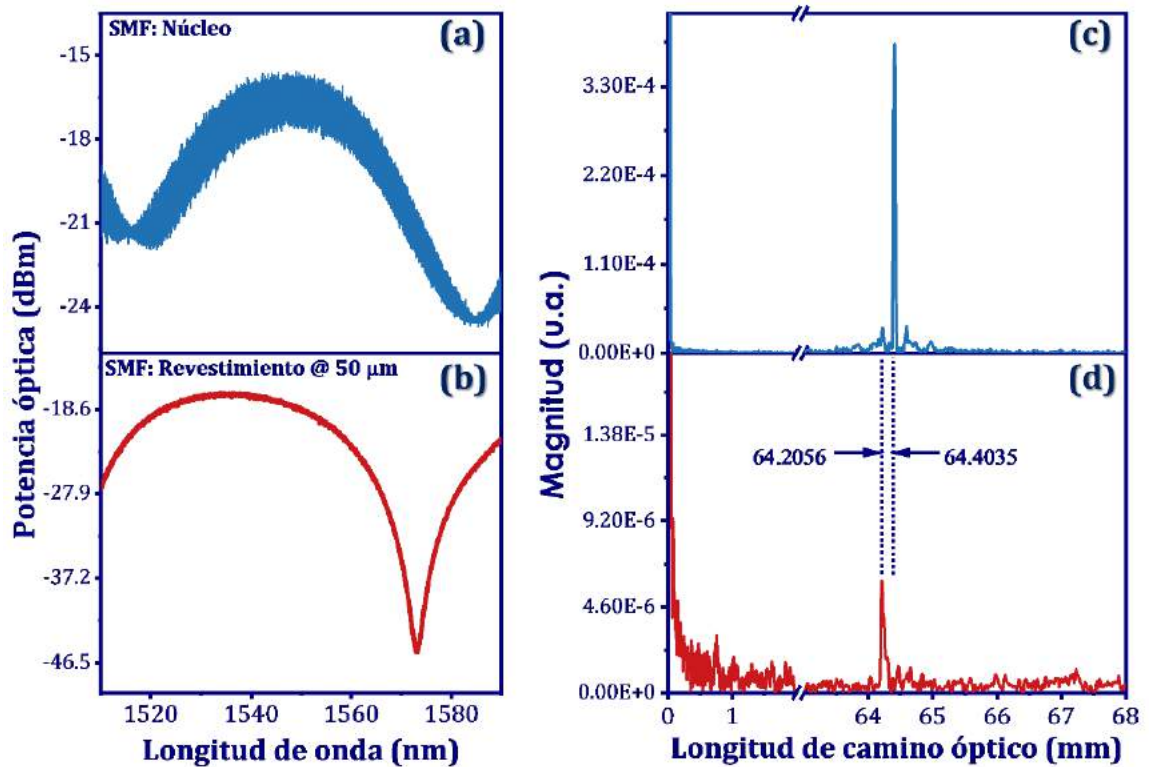 SMF: Núcleo
(a)
-15
-18
-21
-24
SMF: Revestimiento @ 50 µm
(b)
-18.6
-27.9
-37.2
-46.5
1520
1540
1560
1580
Potencia óptica (dBm)
Longitud de onda (nm)
(c)
3.30E-4
2.20E-4
1.10E-4
0.00E+0
(d)
1.38E-5
9.20E-6
4.60E-6
0.00E+0
64.2056
64.4035
0
1
64
65
66
67
68
Magnitud (u.a.)
Longitud de camino óptico (mm)